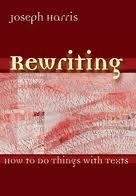 Joseph Harris
Rewriting
How to Do Things with Texts